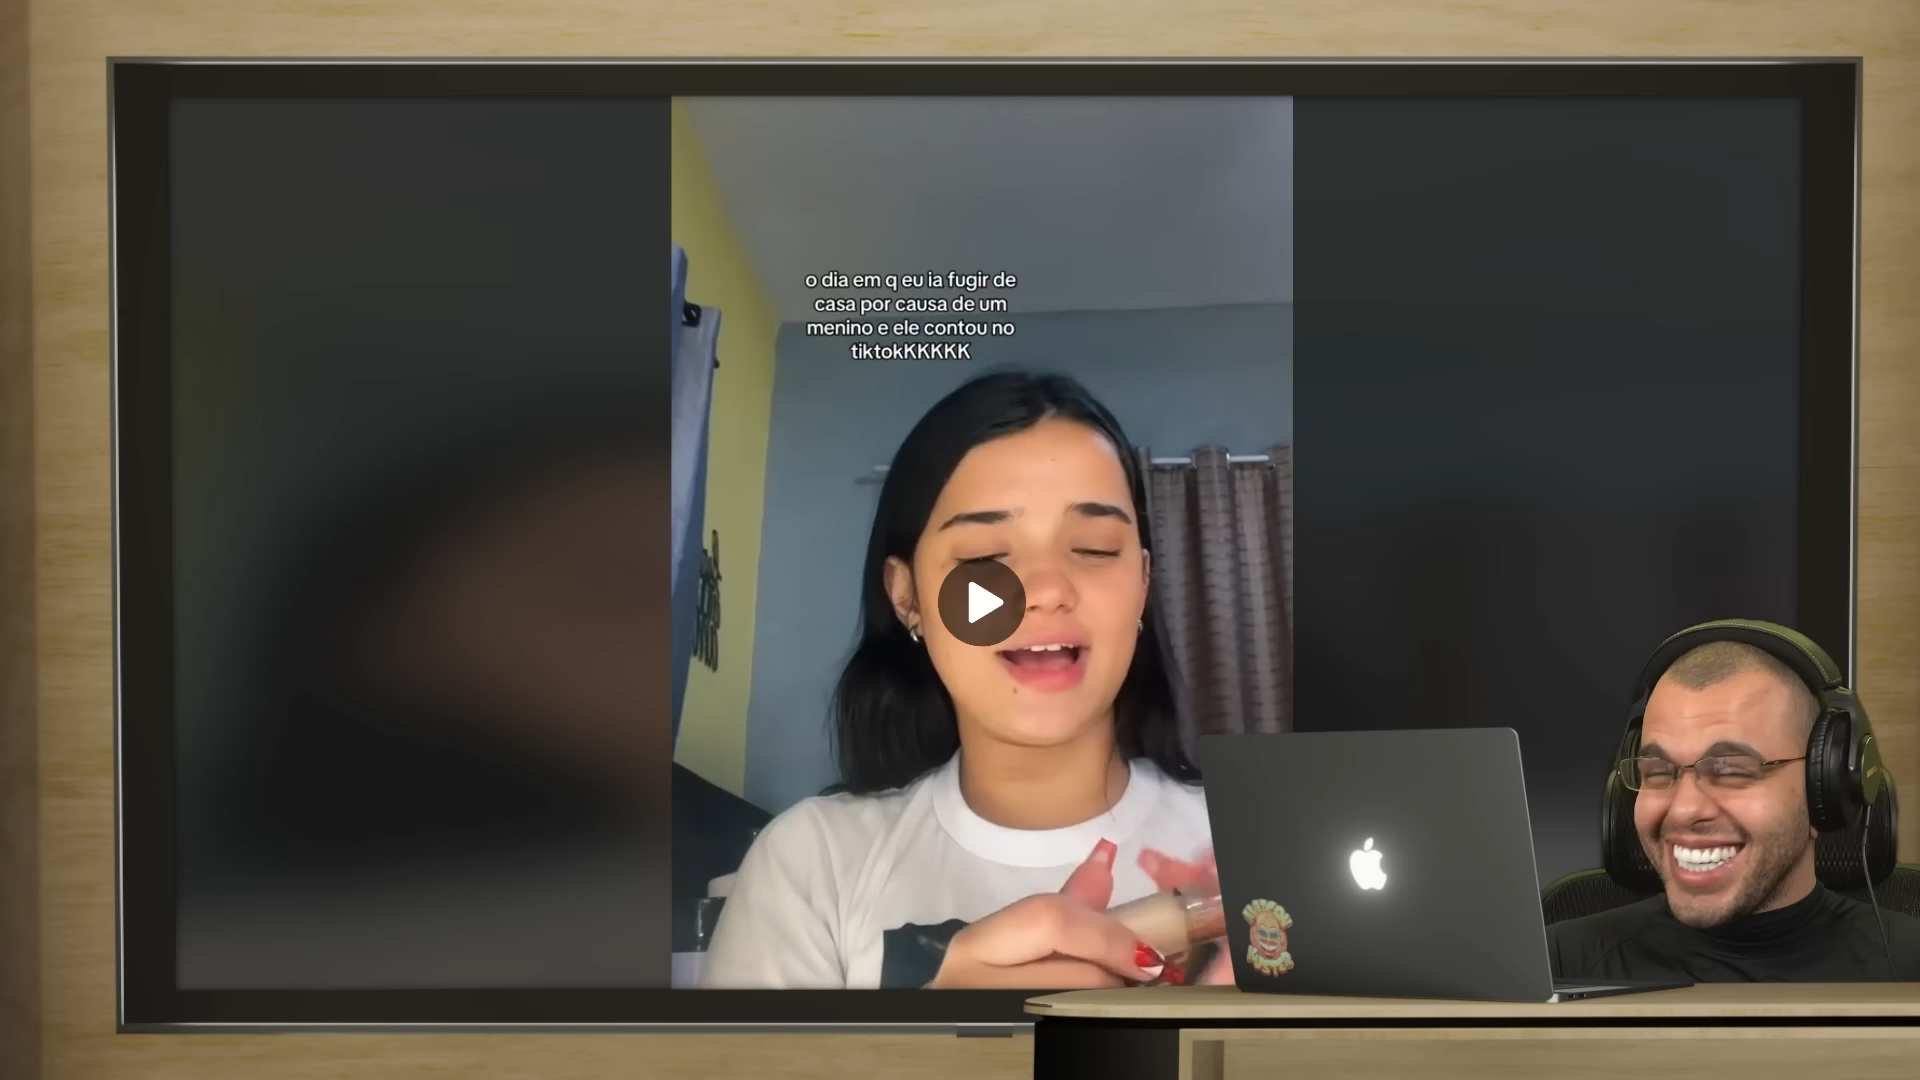 o dia em q eu ia fugir de
casa por causa de um
menino e ele contou no
tiktokKKKKK